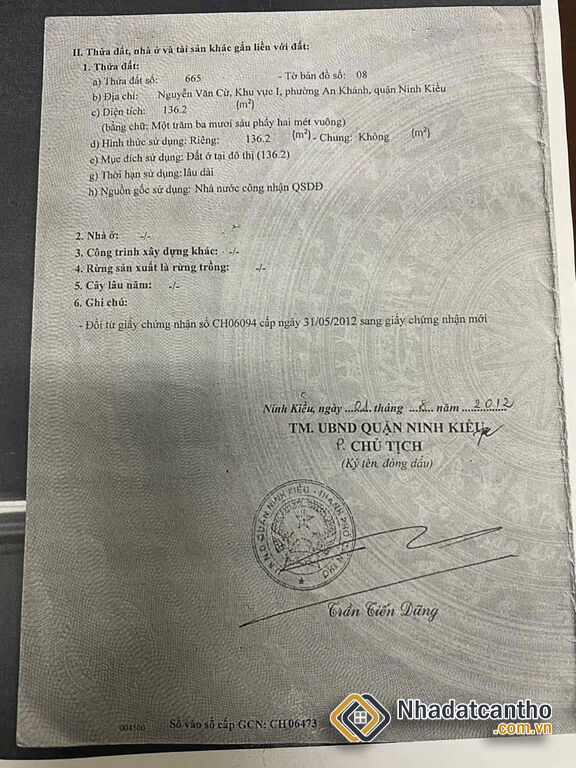 II. Thửa đất, nhà ở và tài sản khác gắn liền với đất:
1. Thửa đất:
a) Thửa đất số: 665 - Tờ bản đồ số: 08
b) Địa chỉ: Nguyễn Văn Cừ, Khu vực I, phường An Khánh, quận Ninh Kiều
c) Diện tích: 136.2 (m²)
(bằng chữ: Một trăm ba mươi sáu phẩy hai mét vuông)
d) Hình thức sử dụng: Riêng: 136.2 (m²) - Chung: Không (m²)
e) Mục đích sử dụng: Đất ở tại đô thị (136.2)
g) Thời hạn sử dụng: lâu dài
h) Nguồn gốc sử dụng: Nhà nước công nhận QSDĐ
2. Nhà ở: -/-
3. Công trình xây dựng khác: -/-
4. Rừng sản xuất là rừng trồng: -/-
5. Cây lâu năm: -/-
6. Ghi chú:
- Đổi từ giấy chứng nhận số CH06094 cấp ngày 31/05/2012 sang giấy chứng nhận mới
Ninh Kiều, ngày ...01..tháng ...8... năm ..2012..
TM. UBND QUẬN NINH KIỀU
P. CHỦ TỊCH
(Ký tên, đóng dấu)
U.B.N.D QUẬN NINH KIỀU - THÀNH PHỐ CẦN THƠ
Trần Tiến Dũng
004500 Số vào sổ cấp GCN: CH06473
Nhadatcantho
.com.vn